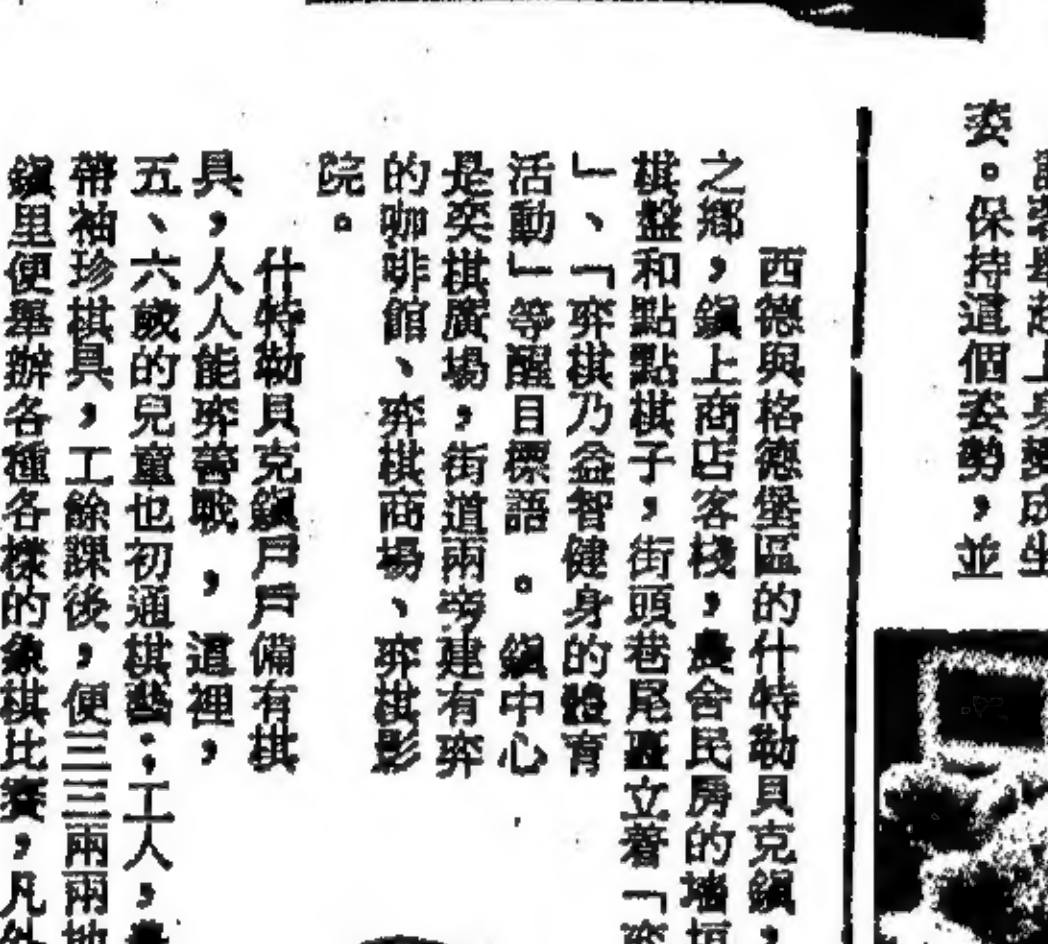 姿。保持這個姿勢，並
西德與格德堡區的什特勒貝克鎮，
之鄉，鎮上商店客棧，農舍民房的墻垣
棋盤和點點棋子，街頭巷尾矗立著「弈
」、「弈棋乃益智健身的體育
活動」等醒目標語。鎮中心
是奕棋廣場，街道兩旁建有弈
的咖啡館、弈棋商場、弈棋影
院。
什特勒貝克鎮戶戶備有棋
具，人人能弈善戰，這裡，
五、六歲的兒童也初通棋藝；工人，
帶袖珍棋具，工餘課後，便三三兩兩地
鎮里便舉辦各種各樣的象棋比賽，凡外